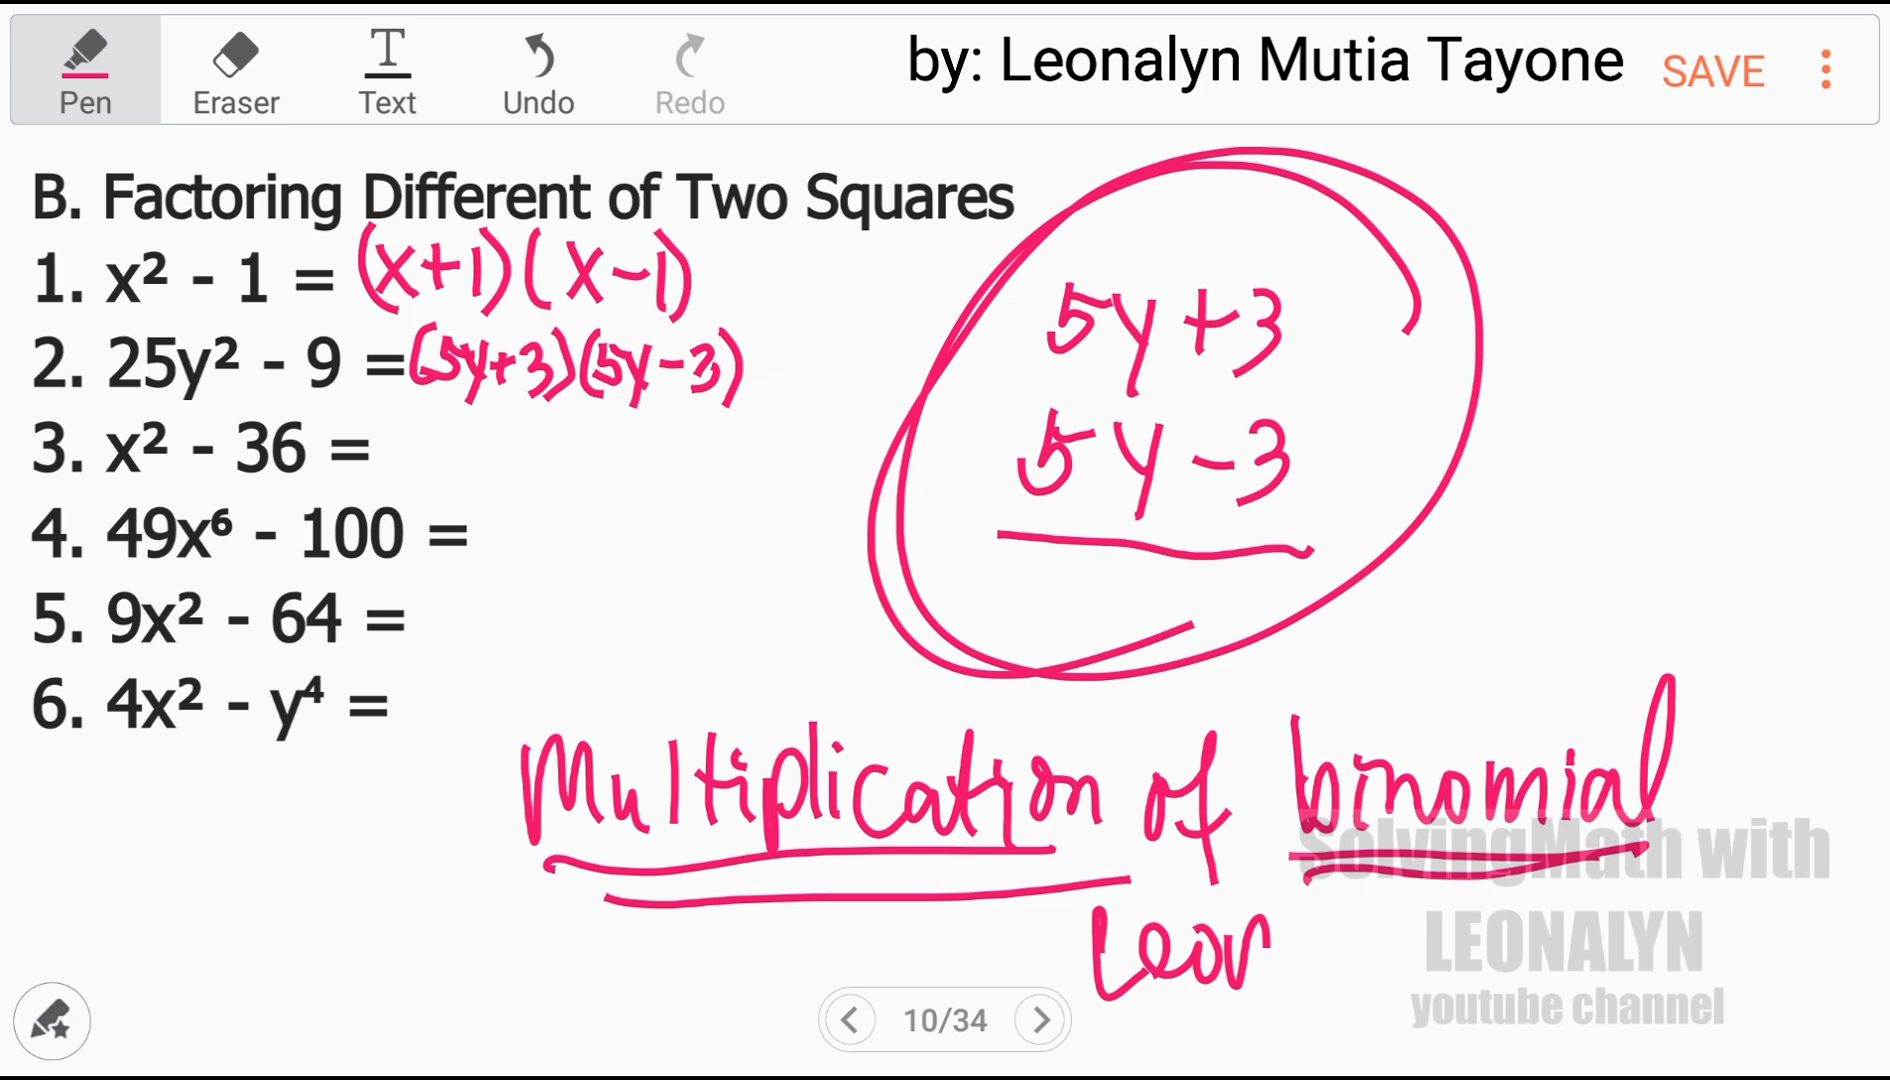 Pen
Eraser
T
Text
Undo
Redo
by: Leonalyn Mutia Tayone
SAVE
B. Factoring Different of Two Squares
1. x² - 1 = (x+1)(x-1)
2. 25y² - 9 =(5y+3)(5y-3)
3. x² - 36 =
4. 49x⁶ - 100 =
5. 9x² - 64 =
6. 4x² - y⁴ =
5y+3
5y-3
Multiplication of binomial
Leon
SolvingMath with
LEONALYN
youtube channel
10/34